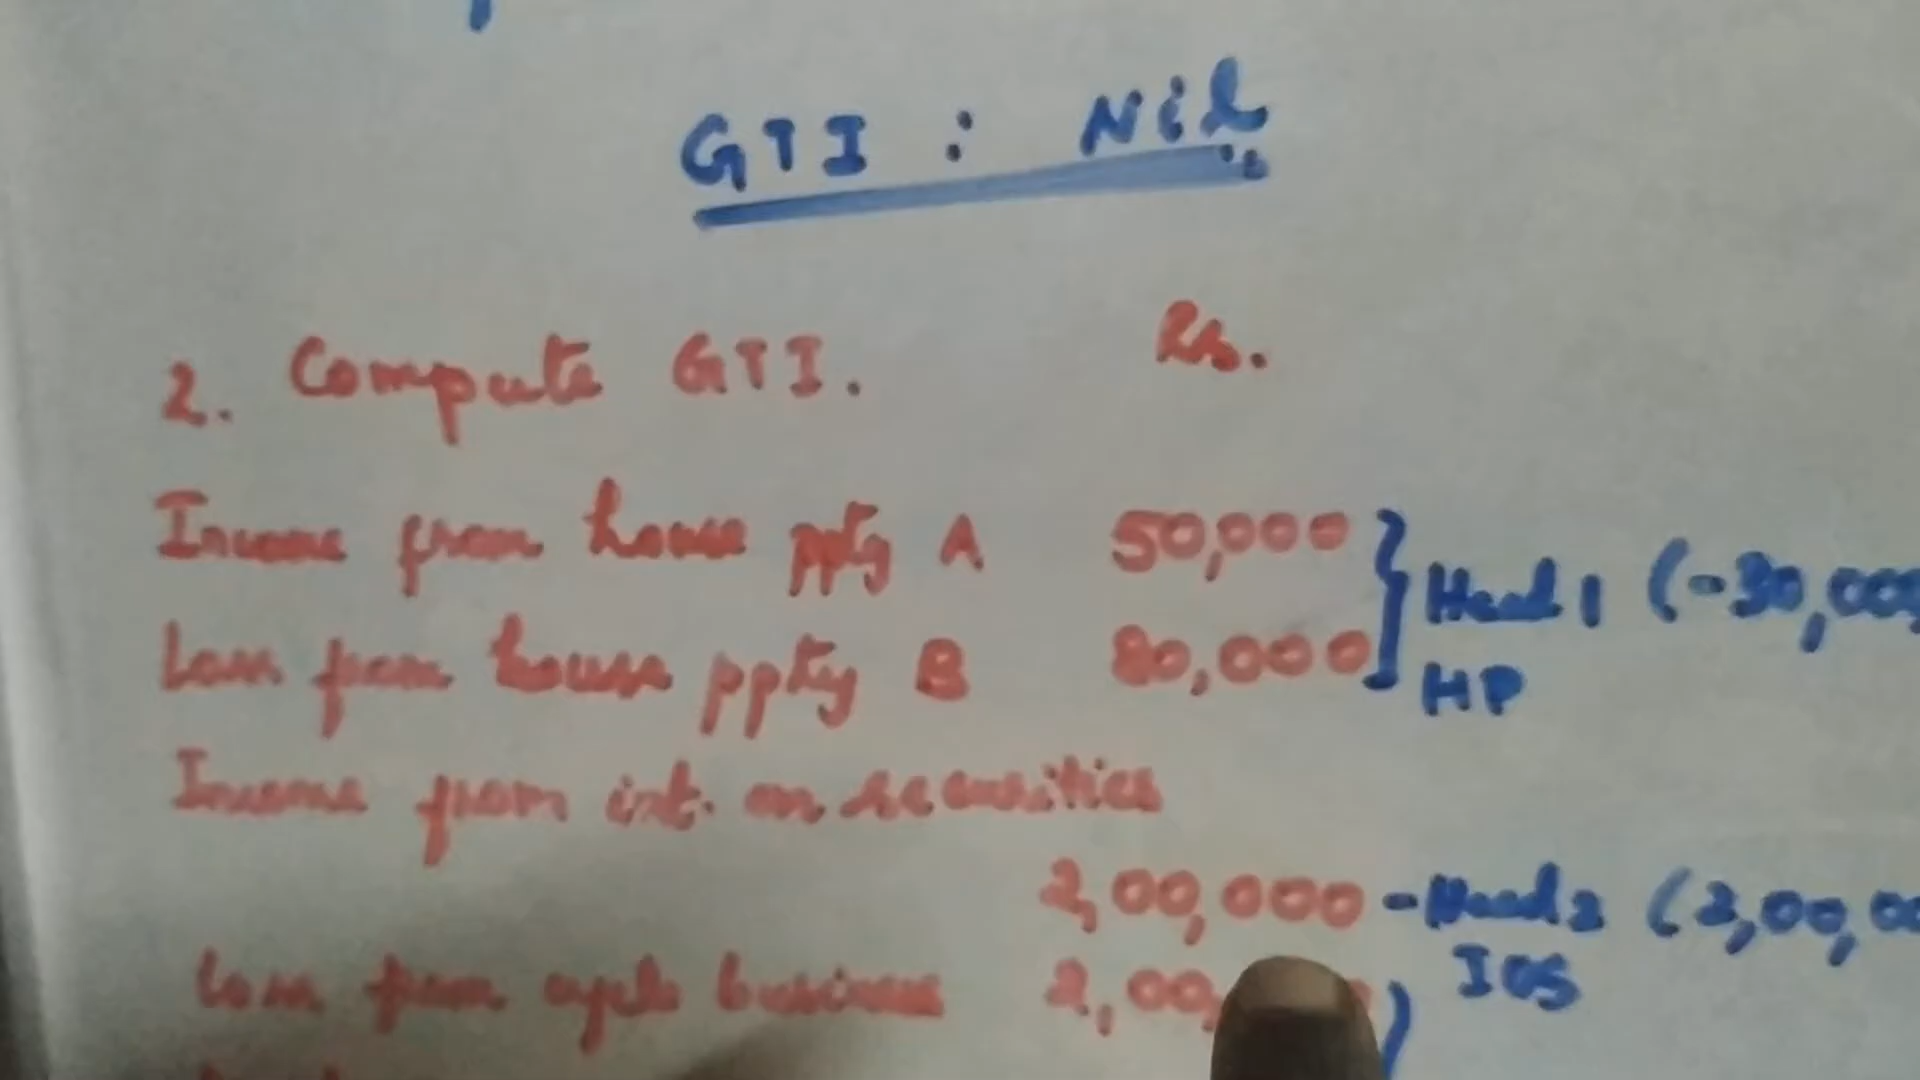 GTI : Nil
2. Compute GTI. Rs.
Income from house ppty A 50,000 } Head 1 (-30,000
Loss from house ppty B 80,000 HP
Income from int. on securities
2,00,000 - Head 2 (2,00,00
IOS
Loss from cycle business 2,00,